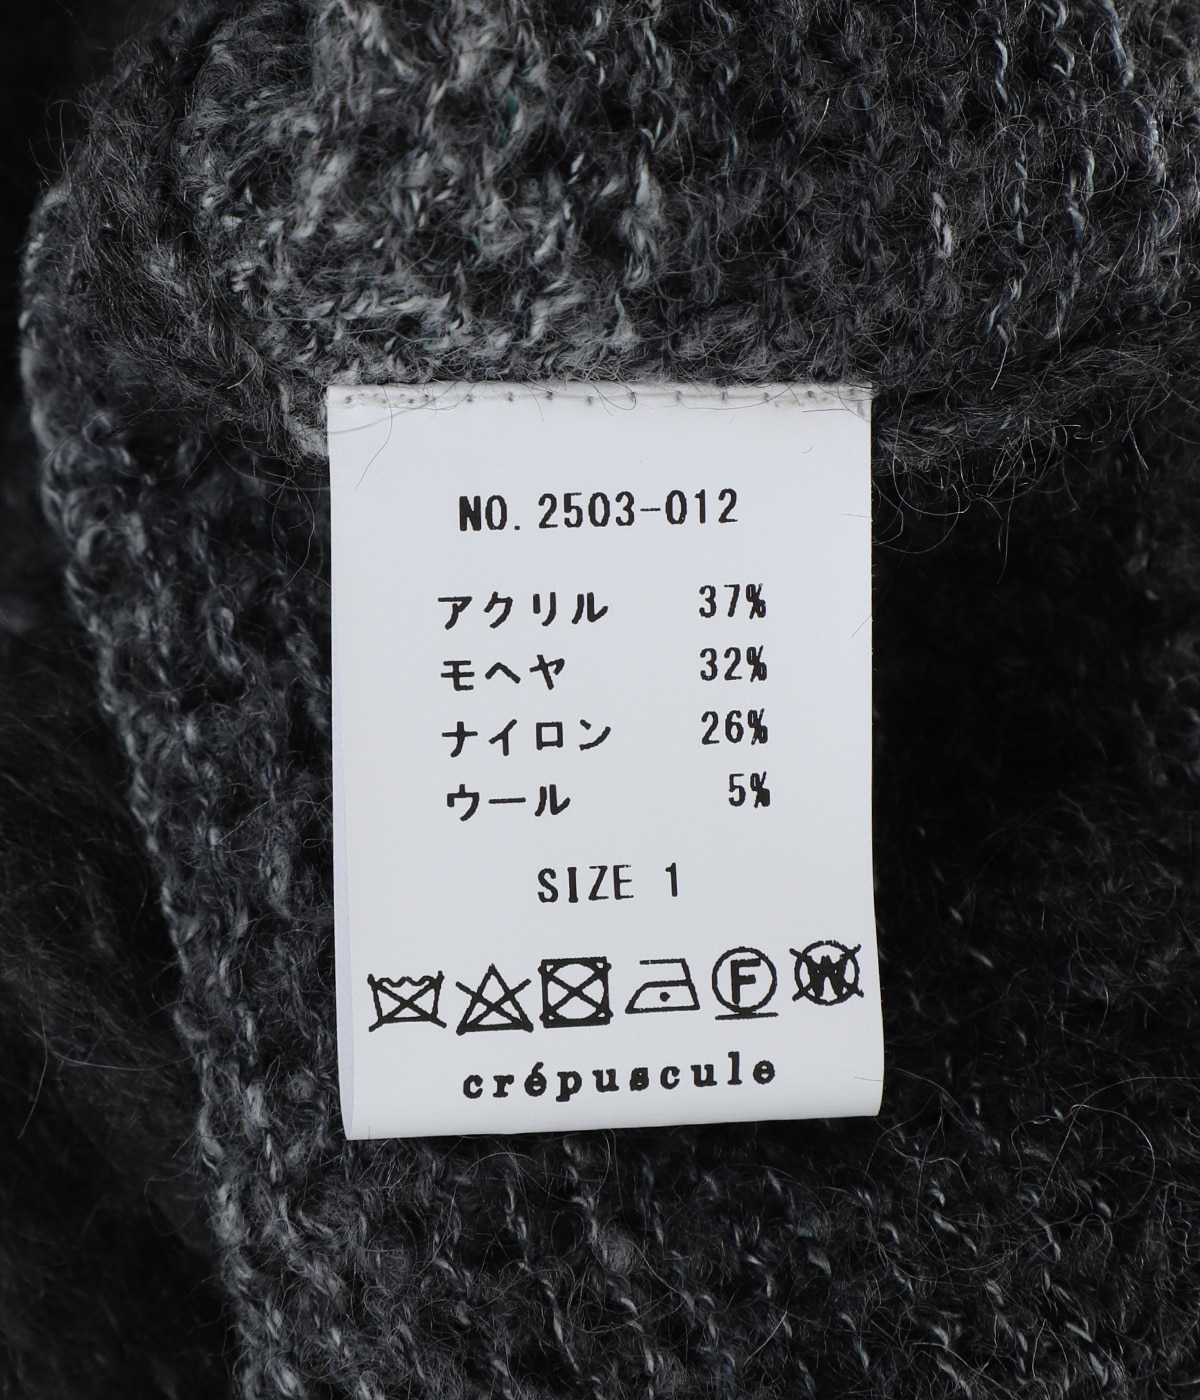 NO. 2503-012
アクリル 37%
モヘヤ 32%
ナイロン 26%
ウール 5%
SIZE 1
F W
crépuscule